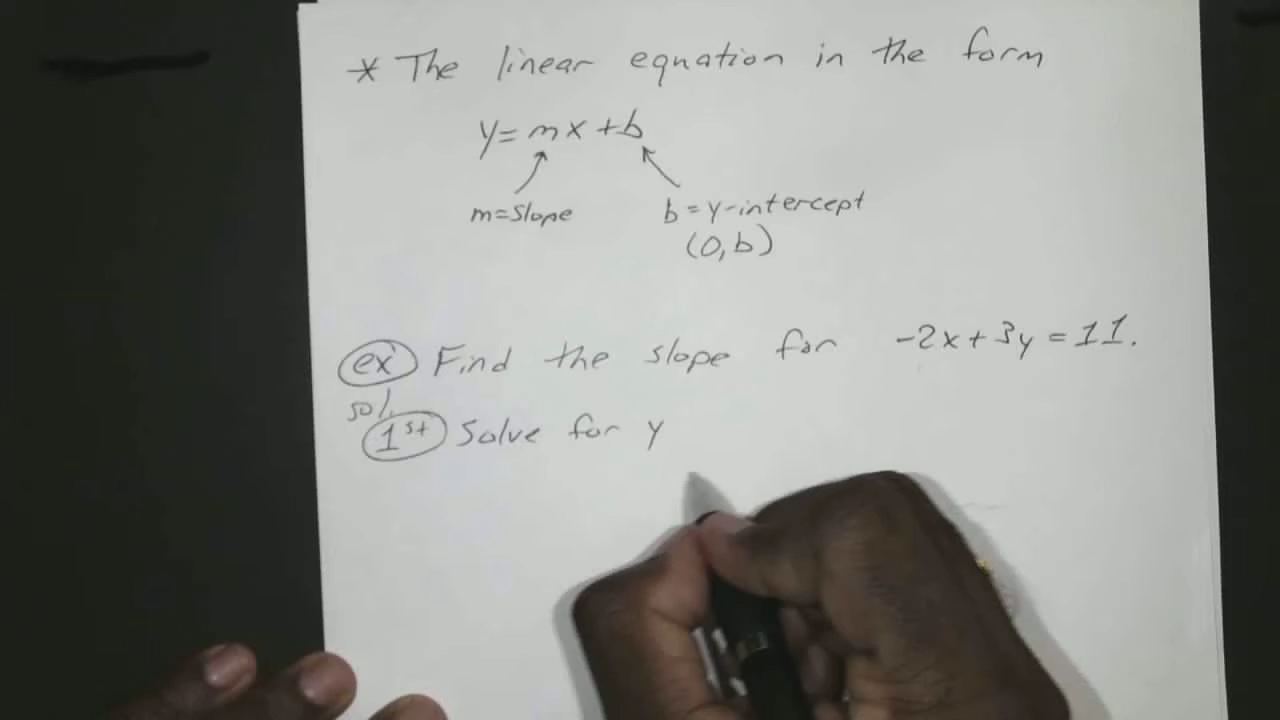 * The linear equation in the form
y=mx+b
m=slope b=y-intercept
(0,b)
ex Find the slope for -2x+3y=11.
sol.
1st Solve for y